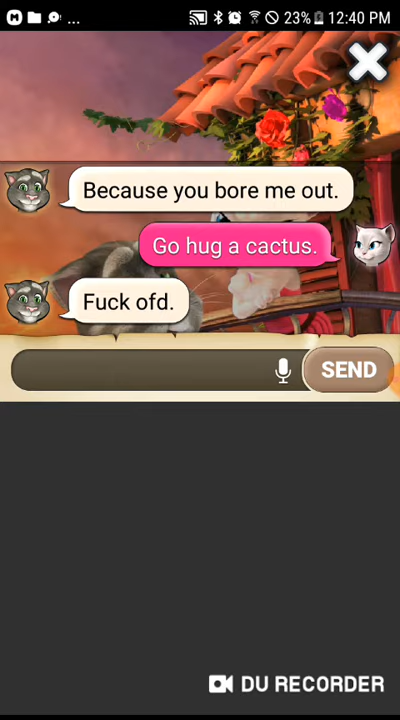 ... 23% 12:40 PM
Because you bore me out.
Go hug a cactus.
Fuck ofd.
SEND
DU RECORDER